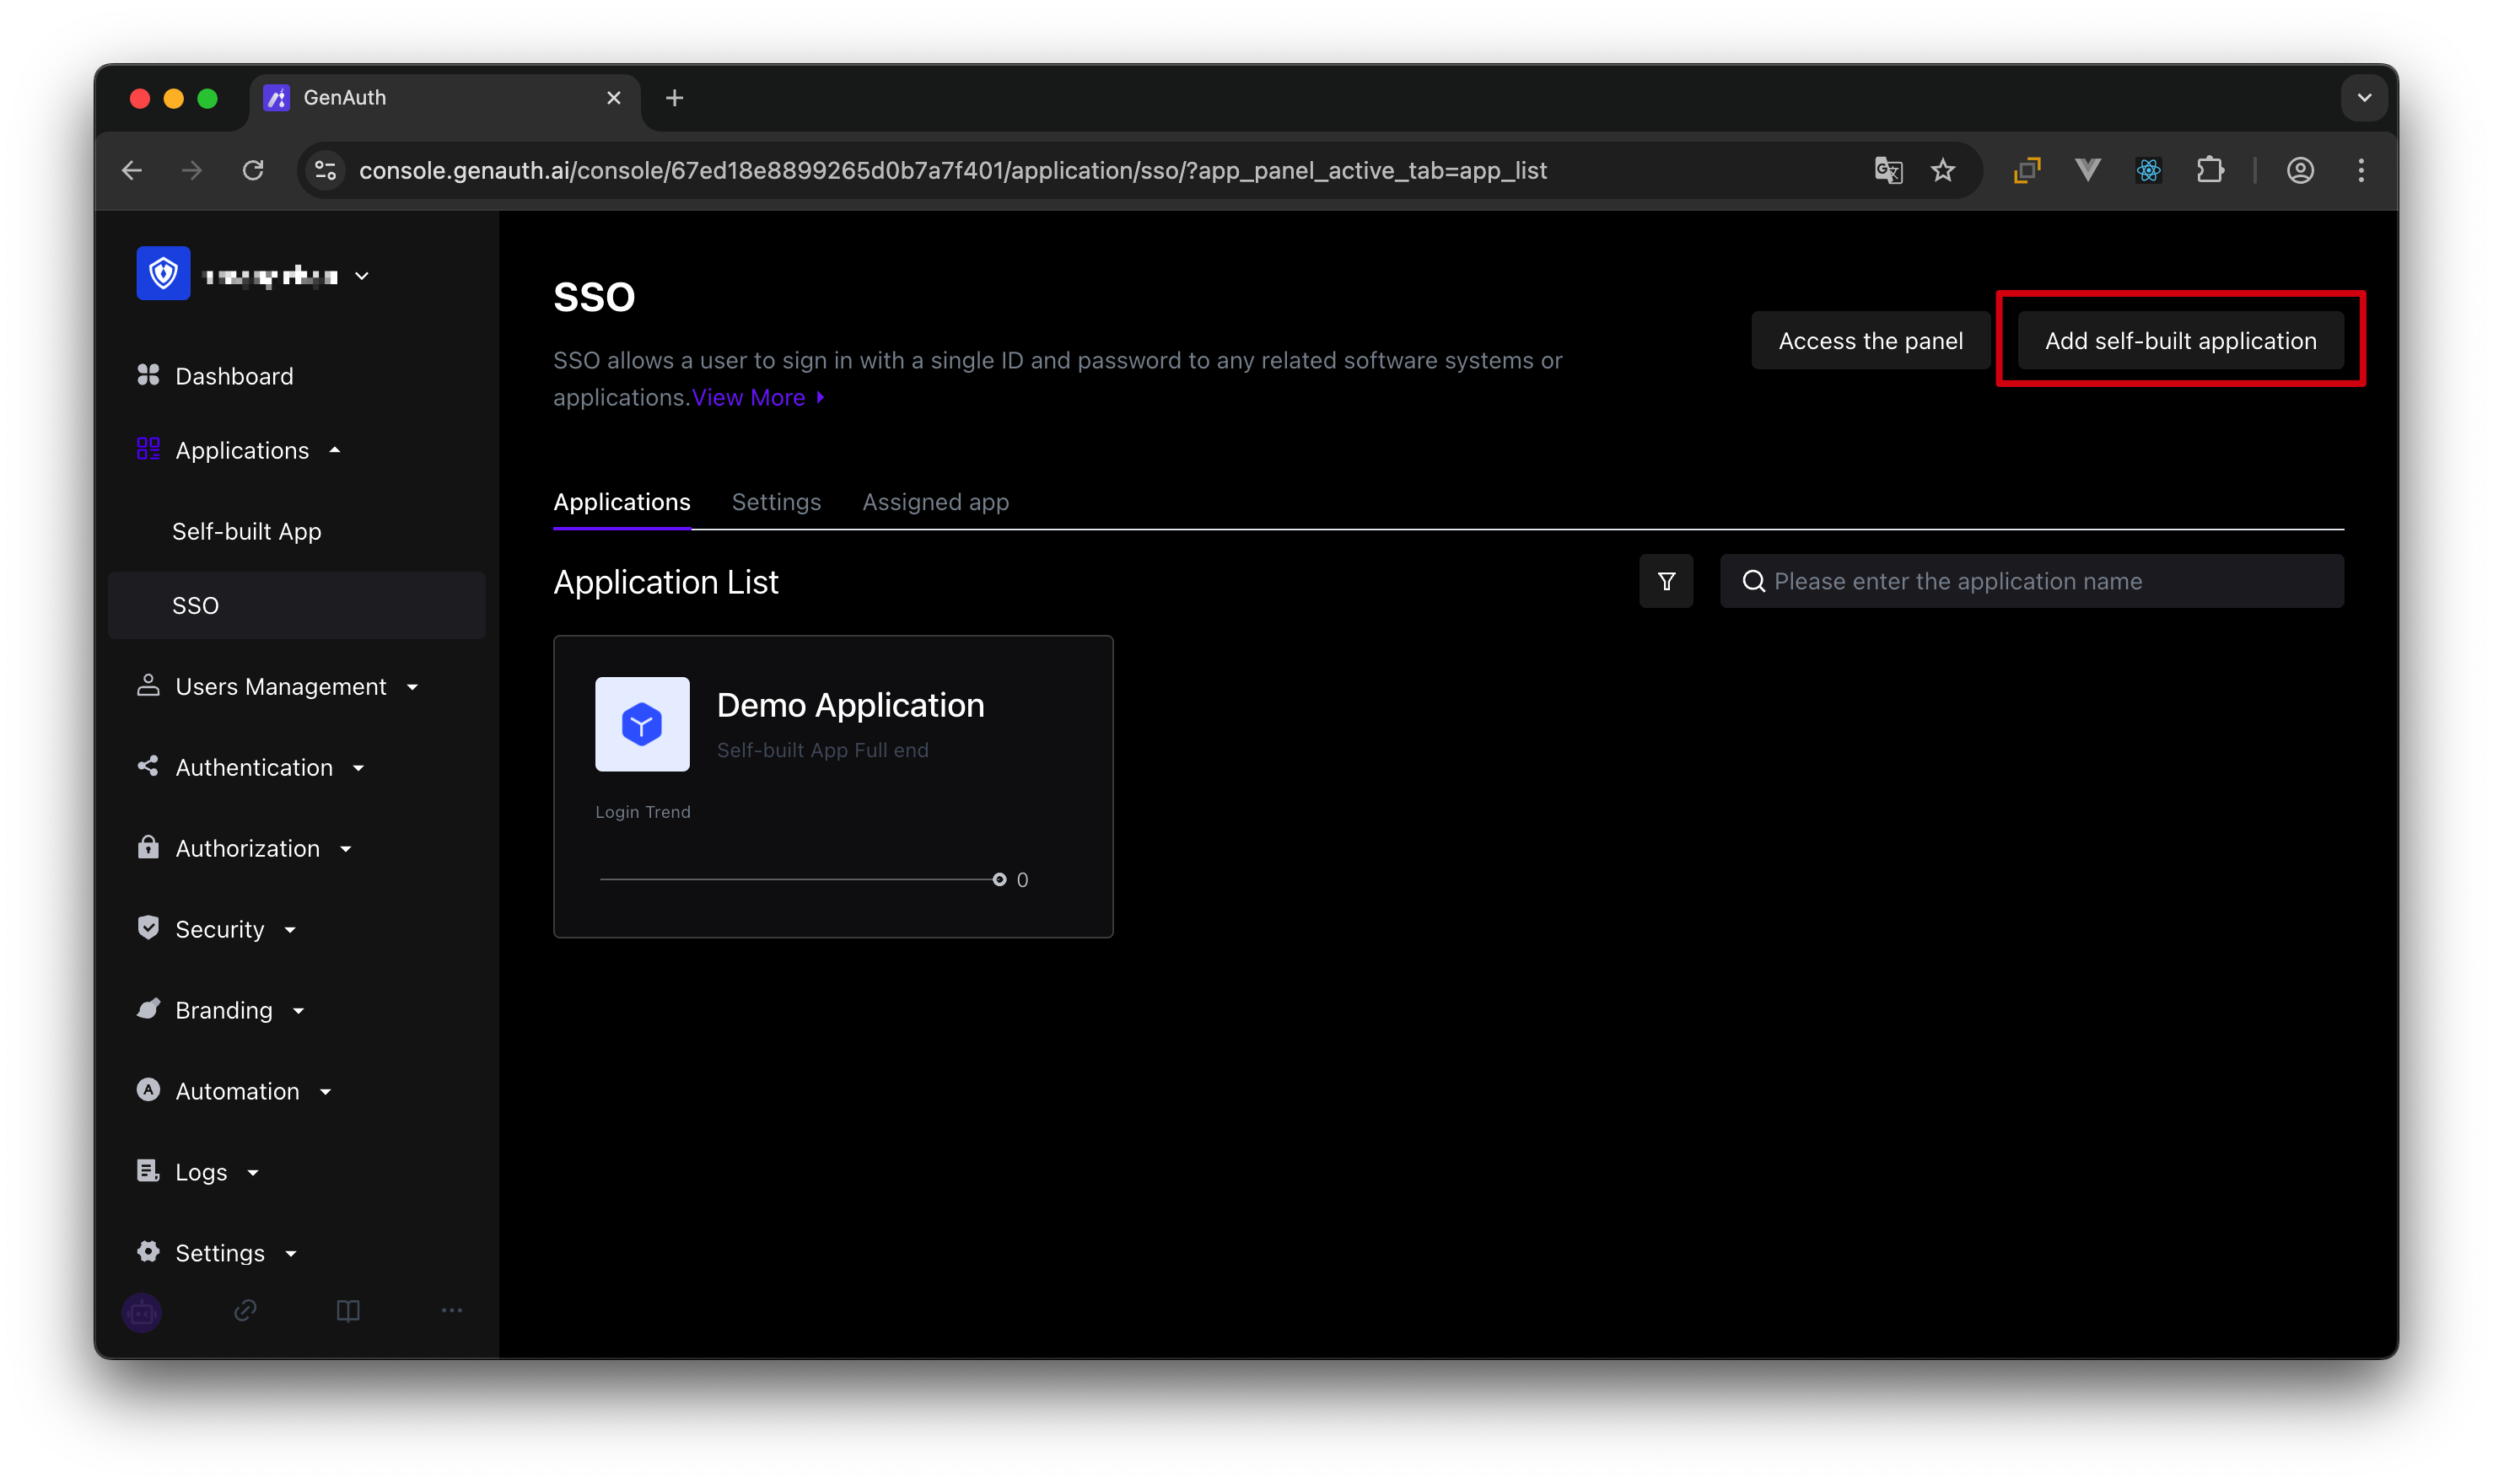 GenAuth
console.genauth.ai/console/67ed18e8899265d0b7a7f401/application/sso/?app_panel_active_tab=app_list
Dashboard
Applications
Self-built App
SSO
Users Management
Authentication
Authorization
Security
Branding
Automation
Logs
Settings
SSO
SSO allows a user to sign in with a single ID and password to any related software systems or
applications.View More
Access the panel
Add self-built application
Applications
Settings
Assigned app
Application List
Please enter the application name
Demo Application
Self-built App Full end
Login Trend
0